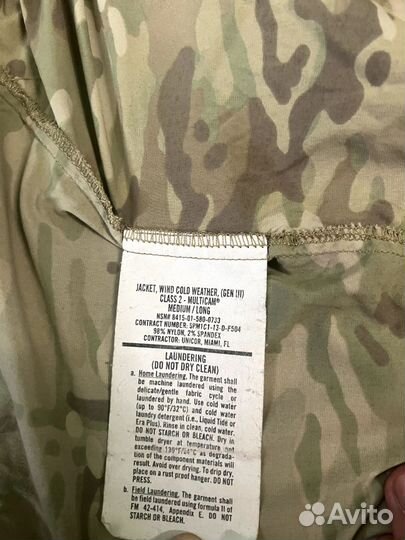 JACKET, WIND COLD WEATHER, (GEN III)
CLASS 2 - MULTICAM®
MEDIUM / LONG
NSN# 8415-01-580-0733
CONTRACT NUMBER: SPM1C1-13-D-F504
98% NYLON, 2% SPANDEX
CONTRACTOR: UNICOR, MIAMI, FL
LAUNDERING
(DO NOT DRY CLEAN)
a. Home Laundering. The garment shall
be machine laundered using the
delicate/gentle fabric cycle or
laundered by hand. Use cold water
(up to 90°F/32°C) and cold water
laundry detergent (i.e., Liquid Tide or
Era Plus). Rinse in clean, cold water.
DO NOT STARCH OR BLEACH. Dry in
tumble dryer at temperature not
exceeding 130°F/54°C as degrada-
tion of the component materials will
result. Avoid over drying. To drip dry,
place on a rust proof hanger. DO NOT
PRESS.
b. Field Laundering. The garment shall
be laundered using Formula II of
FM 42-414, Appendix E. DO NOT
STARCH OR BLEACH.
Avito